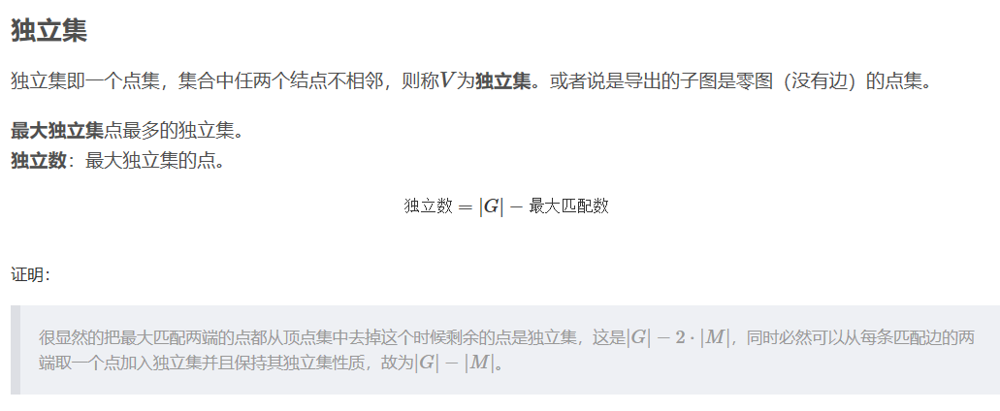 独立集
独立集即一个点集，集合中任两个结点不相邻，则称V为独立集。或者说是导出的子图是零图（没有边）的点集。
最大独立集点最多的独立集。
独立数：最大独立集的点。
独立数 = |G| − 最大匹配数
证明：
很显然的把最大匹配两端的点都从顶点集中去掉这个时候剩余的点是独立集，这是|G| − 2 · |M|，同时必然可以从每条匹配边的两
端取一个点加入独立集并且保持其独立集性质，故为|G| − |M|。